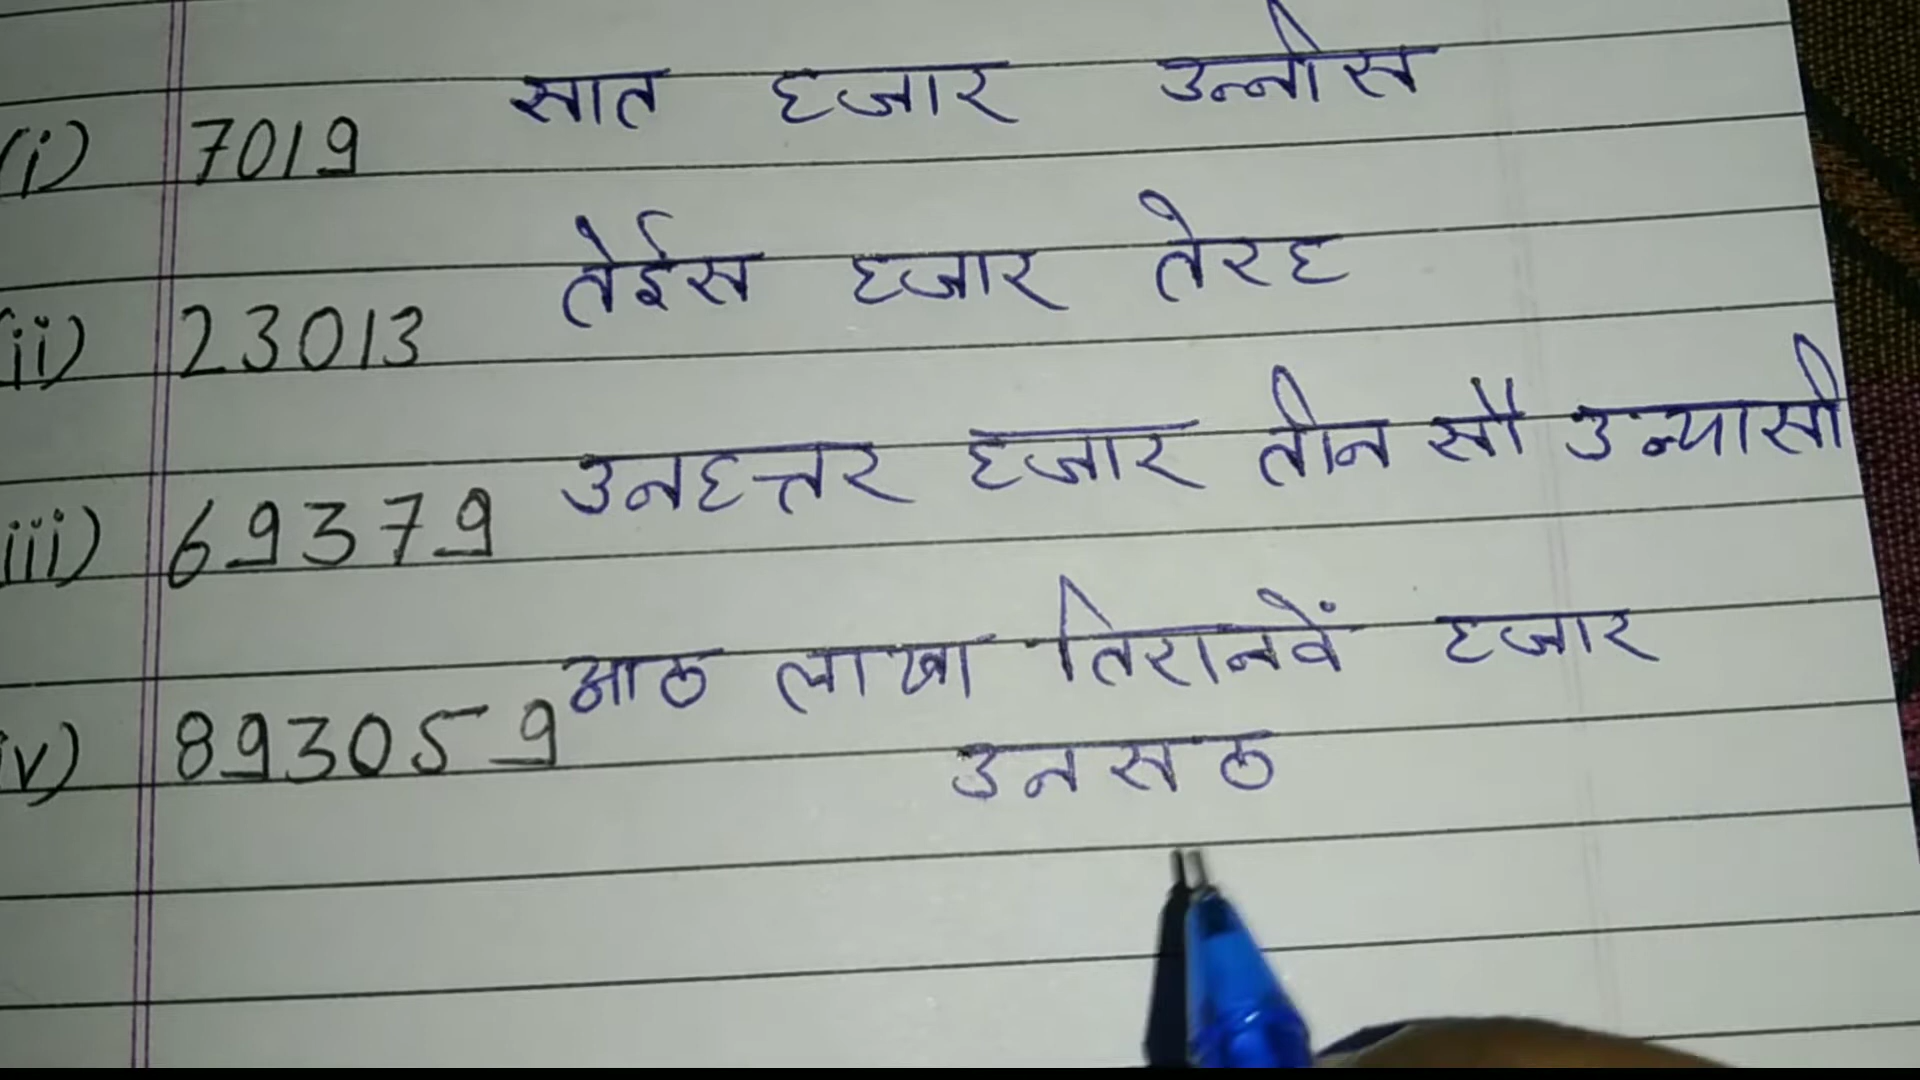 (i) 7019 सात हजार उन्नीस
(ii) 23013 तेईस हजार तेरह
(iii) 69379 उनहत्तर हजार तीन सौ उन्यासी
iv) 893059 आठ लाख तिरानवें हजार
उनसठ